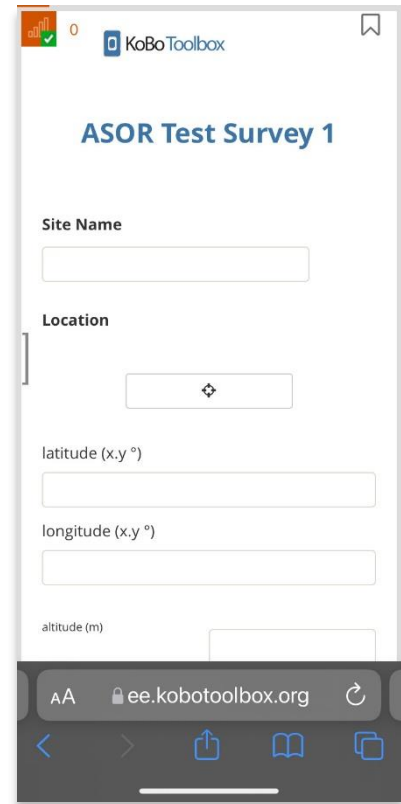 0
KoBoToolbox
ASOR Test Survey 1
Site Name
Location
latitude (x.y °)
longitude (x.y °)
altitude (m)
AA ee.kobotoolbox.org